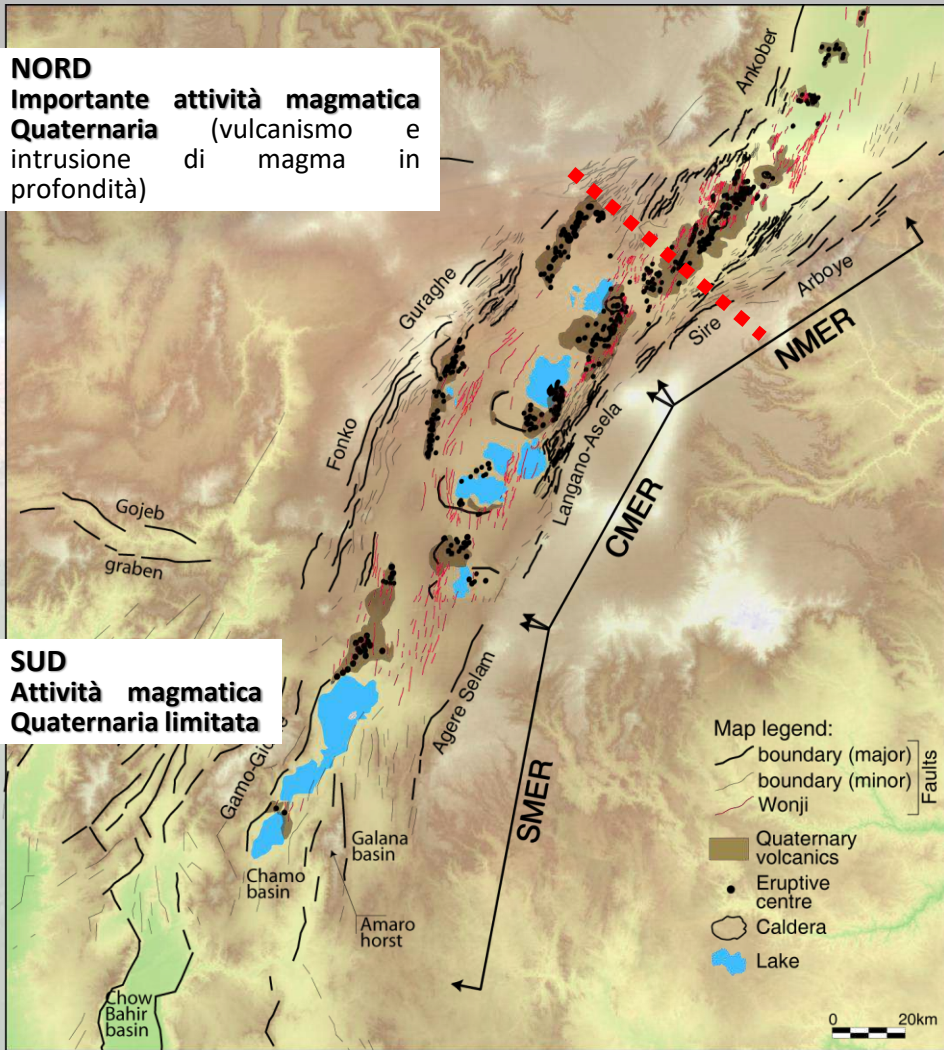 NORD
Importante attività magmatica
Quaternaria (vulcanismo e
intrusione di magma in
profondità)
Ankober
Guraghe
Arboye
Sire
NMER
Fonko
Langano-Asela
CMER
Gojeb
graben
SUD
Attività magmatica
Quaternaria limitata
Agere Selam
SMER
Galana
basin
Chamo
basin
Amaro
horst
Chow
Bahir
basin
Map legend:
boundary (major)
boundary (minor)
Wonji
Faults
Quaternary
volcanics
Eruptive
centre
Caldera
Lake
0 20km